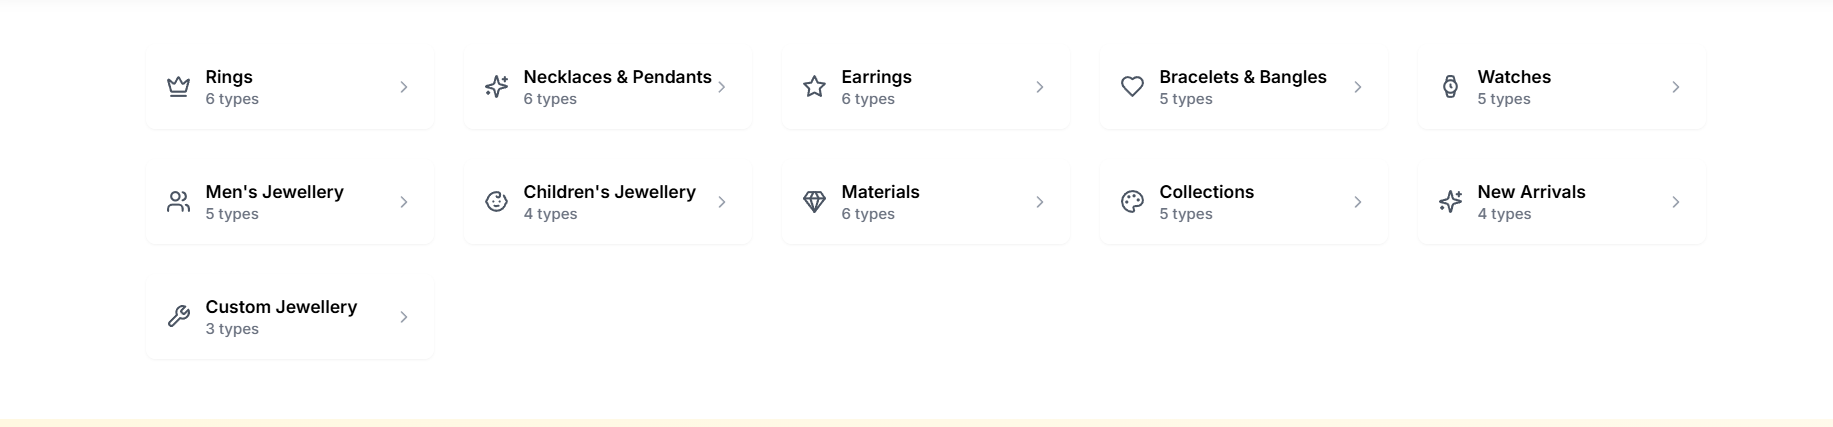 Rings
6 types
Necklaces & Pendants
6 types
Earrings
6 types
Bracelets & Bangles
5 types
Watches
5 types
Men's Jewellery
5 types
Children's Jewellery
4 types
Materials
6 types
Collections
5 types
New Arrivals
4 types
Custom Jewellery
3 types